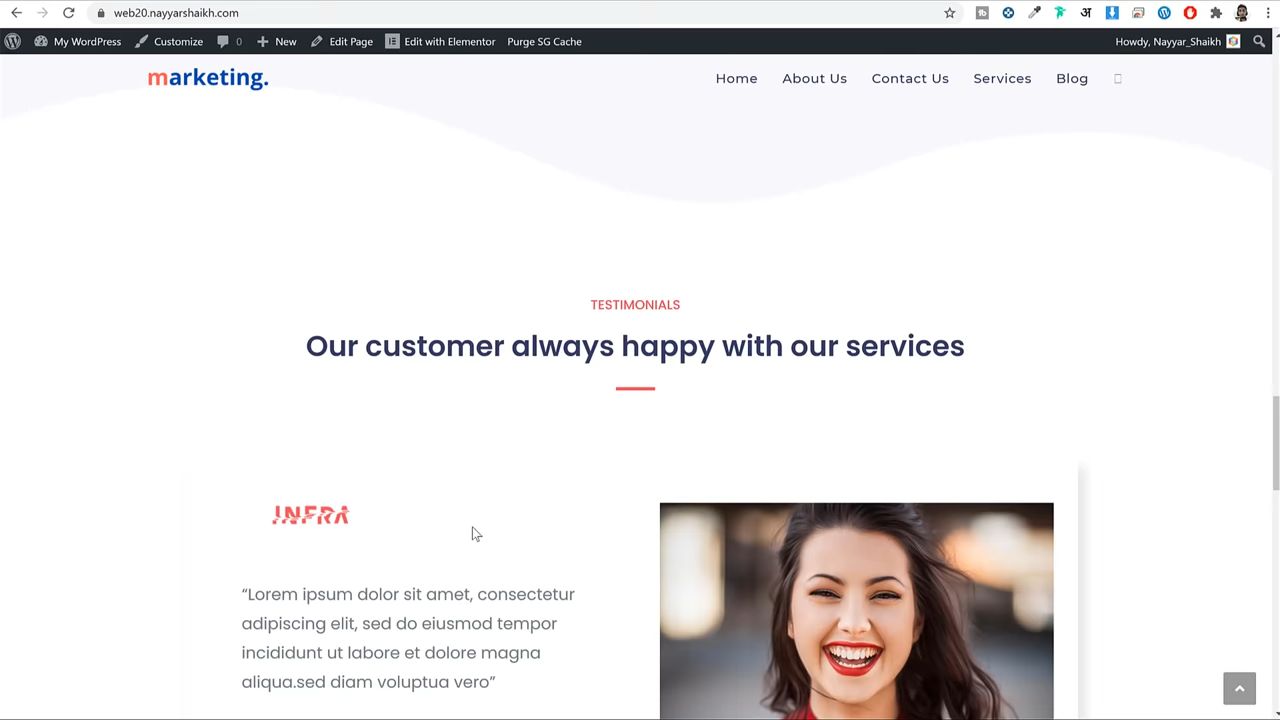 web20.nayyarshaikh.com
My WordPress
Customize
0
New
Edit Page
Edit with Elementor
Purge SG Cache
Howdy, Nayyar_Shaikh
marketing.
Home
About Us
Contact Us
Services
Blog
TESTIMONIALS
Our customer always happy with our services
INFRA
“Lorem ipsum dolor sit amet, consectetur
adipiscing elit, sed do eiusmod tempor
incididunt ut labore et dolore magna
aliqua.sed diam voluptua vero”